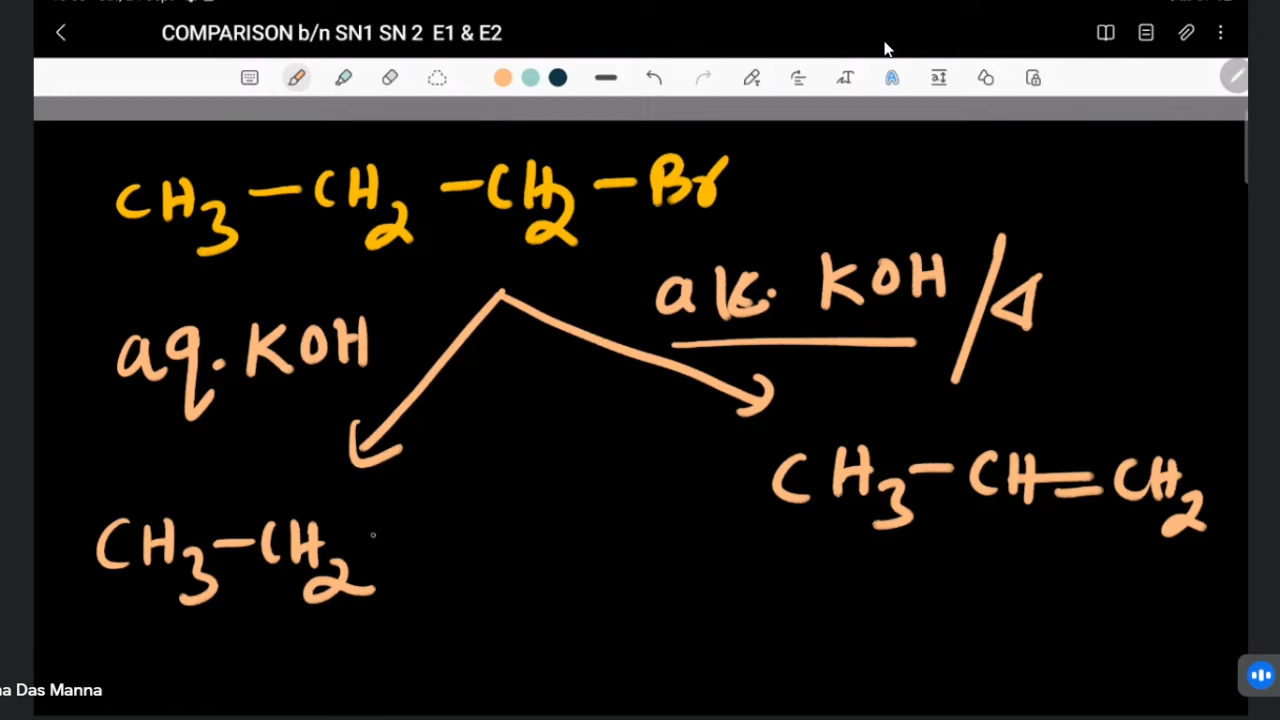 COMPARISON b/n SN1 SN 2 E1 & E2
CH3 - CH2 - CH2 - Br
alc. KOH / Δ
aq. KOH
CH3 - CH = CH2
CH3 - CH2
Das Manna